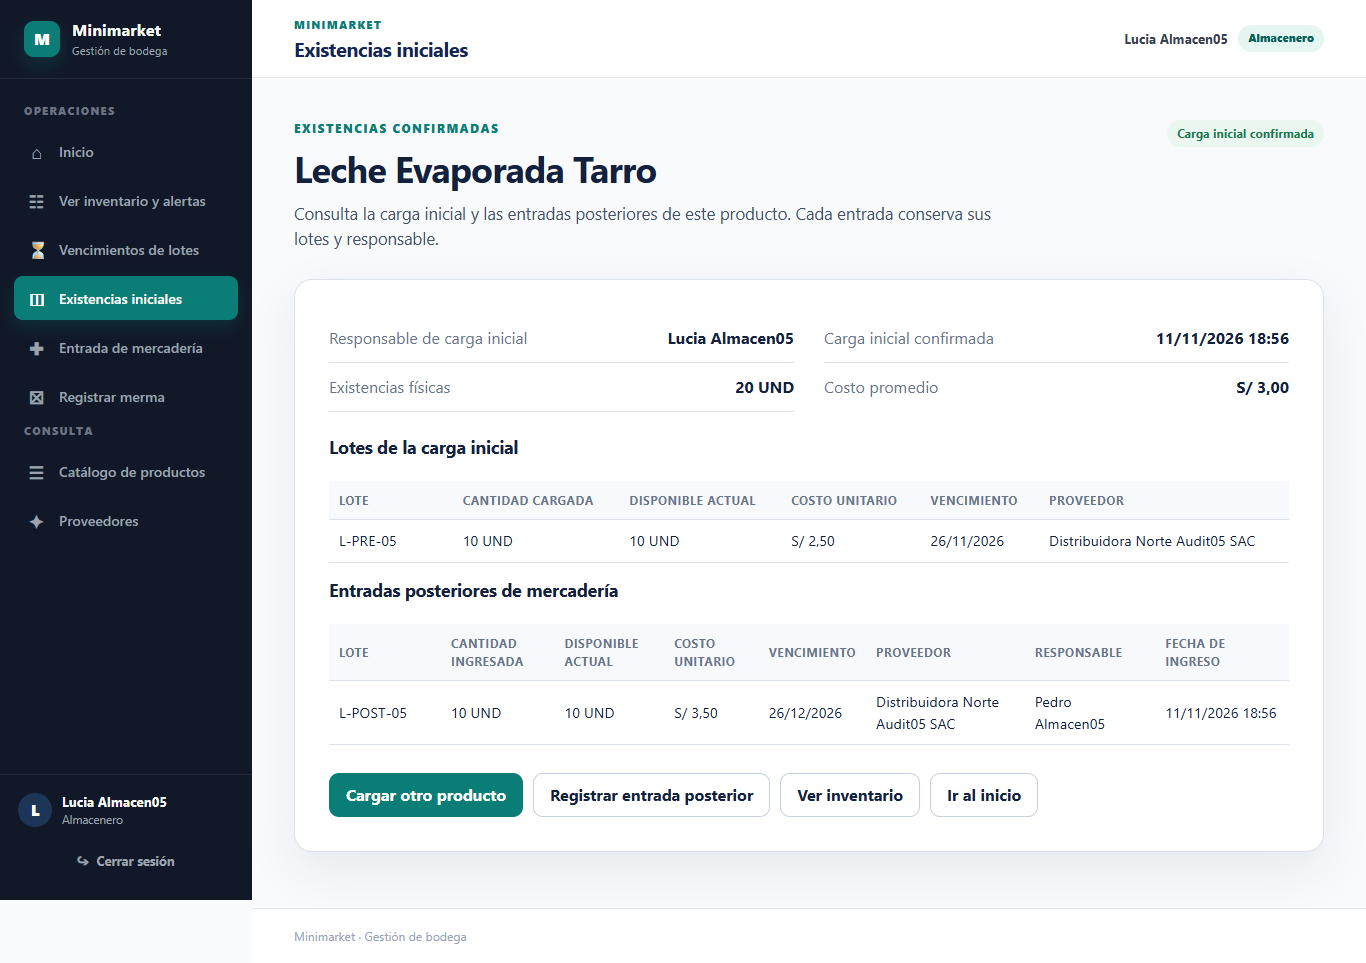 M
Minimarket
Gestión de bodega
OPERACIONES
Inicio
Ver inventario y alertas
Vencimientos de lotes
Existencias iniciales
Entrada de mercadería
Registrar merma
CONSULTA
Catálogo de productos
Proveedores
L
Lucia Almacen05
Almacenero
Cerrar sesión
MINIMARKET
Existencias iniciales
Lucia Almacen05 Almacenero
EXISTENCIAS CONFIRMADAS
Carga inicial confirmada
Leche Evaporada Tarro
Consulta la carga inicial y las entradas posteriores de este producto. Cada entrada conserva sus
lotes y responsable.
Responsable de carga inicial Lucia Almacen05 Carga inicial confirmada 11/11/2026 18:56
Existencias físicas 20 UND Costo promedio S/ 3,00
Lotes de la carga inicial
LOTE CANTIDAD CARGADA DISPONIBLE ACTUAL COSTO UNITARIO VENCIMIENTO PROVEEDOR
L-PRE-05 10 UND 10 UND S/ 2,50 26/11/2026 Distribuidora Norte Audit05 SAC
Entradas posteriores de mercadería
LOTE CANTIDAD INGRESADA DISPONIBLE ACTUAL COSTO UNITARIO VENCIMIENTO PROVEEDOR RESPONSABLE FECHA DE INGRESO
L-POST-05 10 UND 10 UND S/ 3,50 26/12/2026 Distribuidora Norte Audit05 SAC Pedro Almacen05 11/11/2026 18:56
Cargar otro producto Registrar entrada posterior Ver inventario Ir al inicio
Minimarket · Gestión de bodega